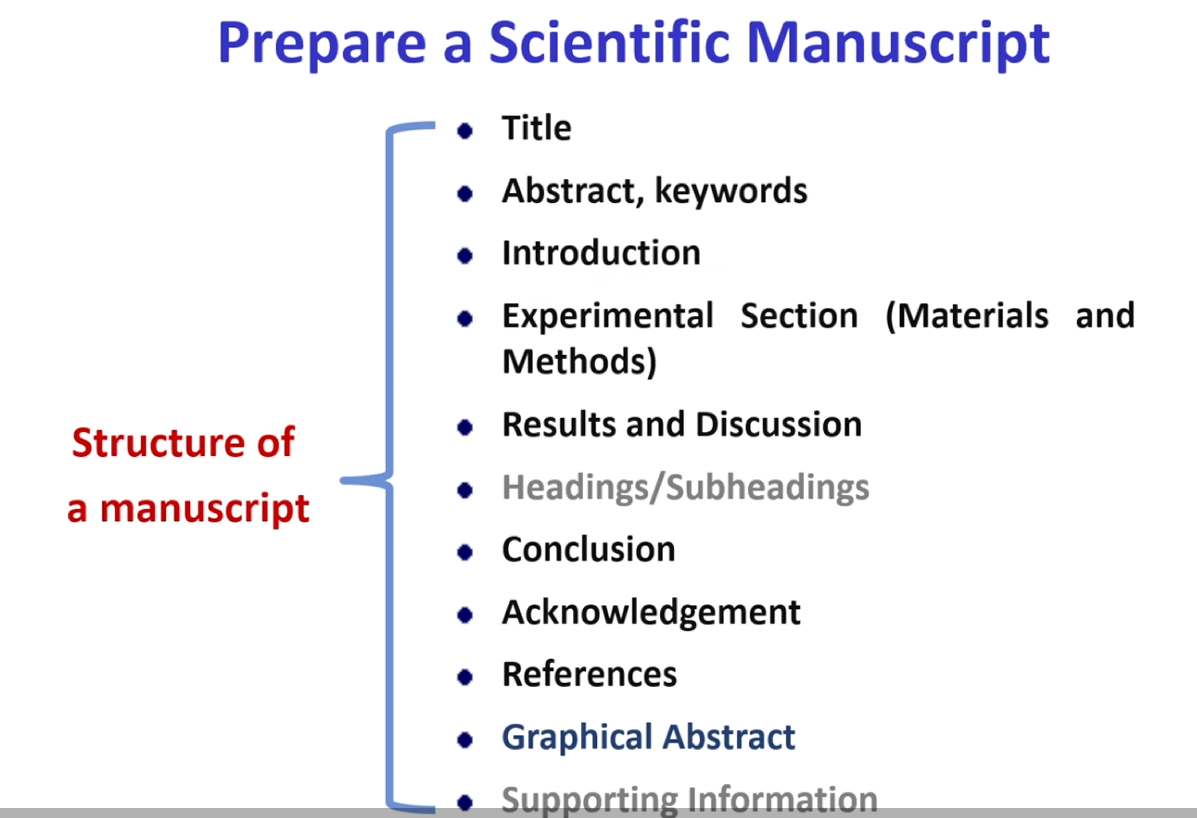 Prepare a Scientific Manuscript
Title
Abstract, keywords
Introduction
Experimental Section (Materials and
Methods)
Results and Discussion
Headings/Subheadings
Conclusion
Acknowledgement
References
Graphical Abstract
Supporting Information
Structure of
a manuscript